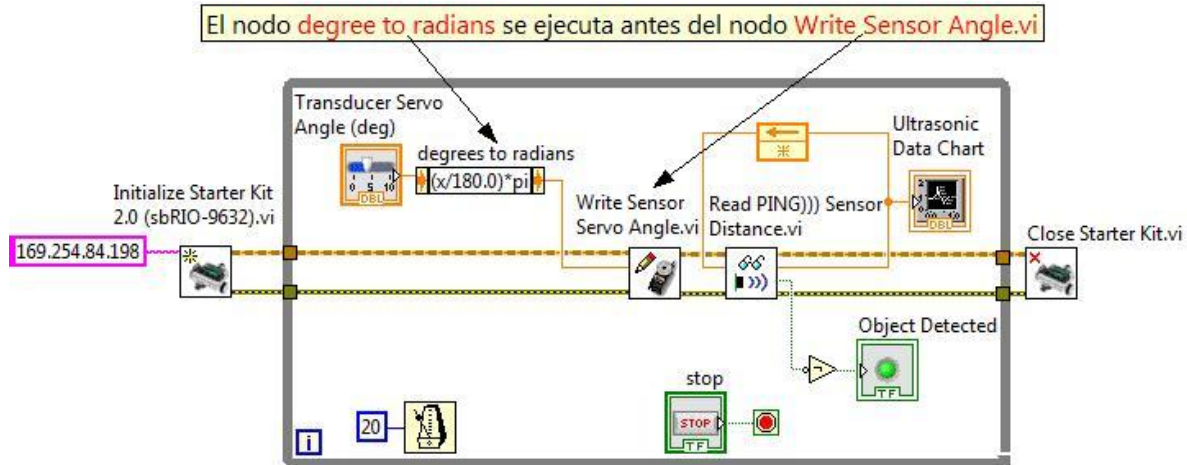 El nodo degree to radians se ejecuta antes del nodo Write Sensor Angle.vi
Transducer Servo
Angle (deg)
0 5 10
DBL
degrees to radians
(x/180.0)*pi
Initialize Starter Kit
2.0 (sbRIO-9632).vi
169.254.84.198
Write Sensor
Servo Angle.vi
Read PING))) Sensor
Distance.vi
Ultrasonic
Data Chart
DBL
Close Starter Kit.vi
Object Detected
TF
stop
STOP
TF
20
i